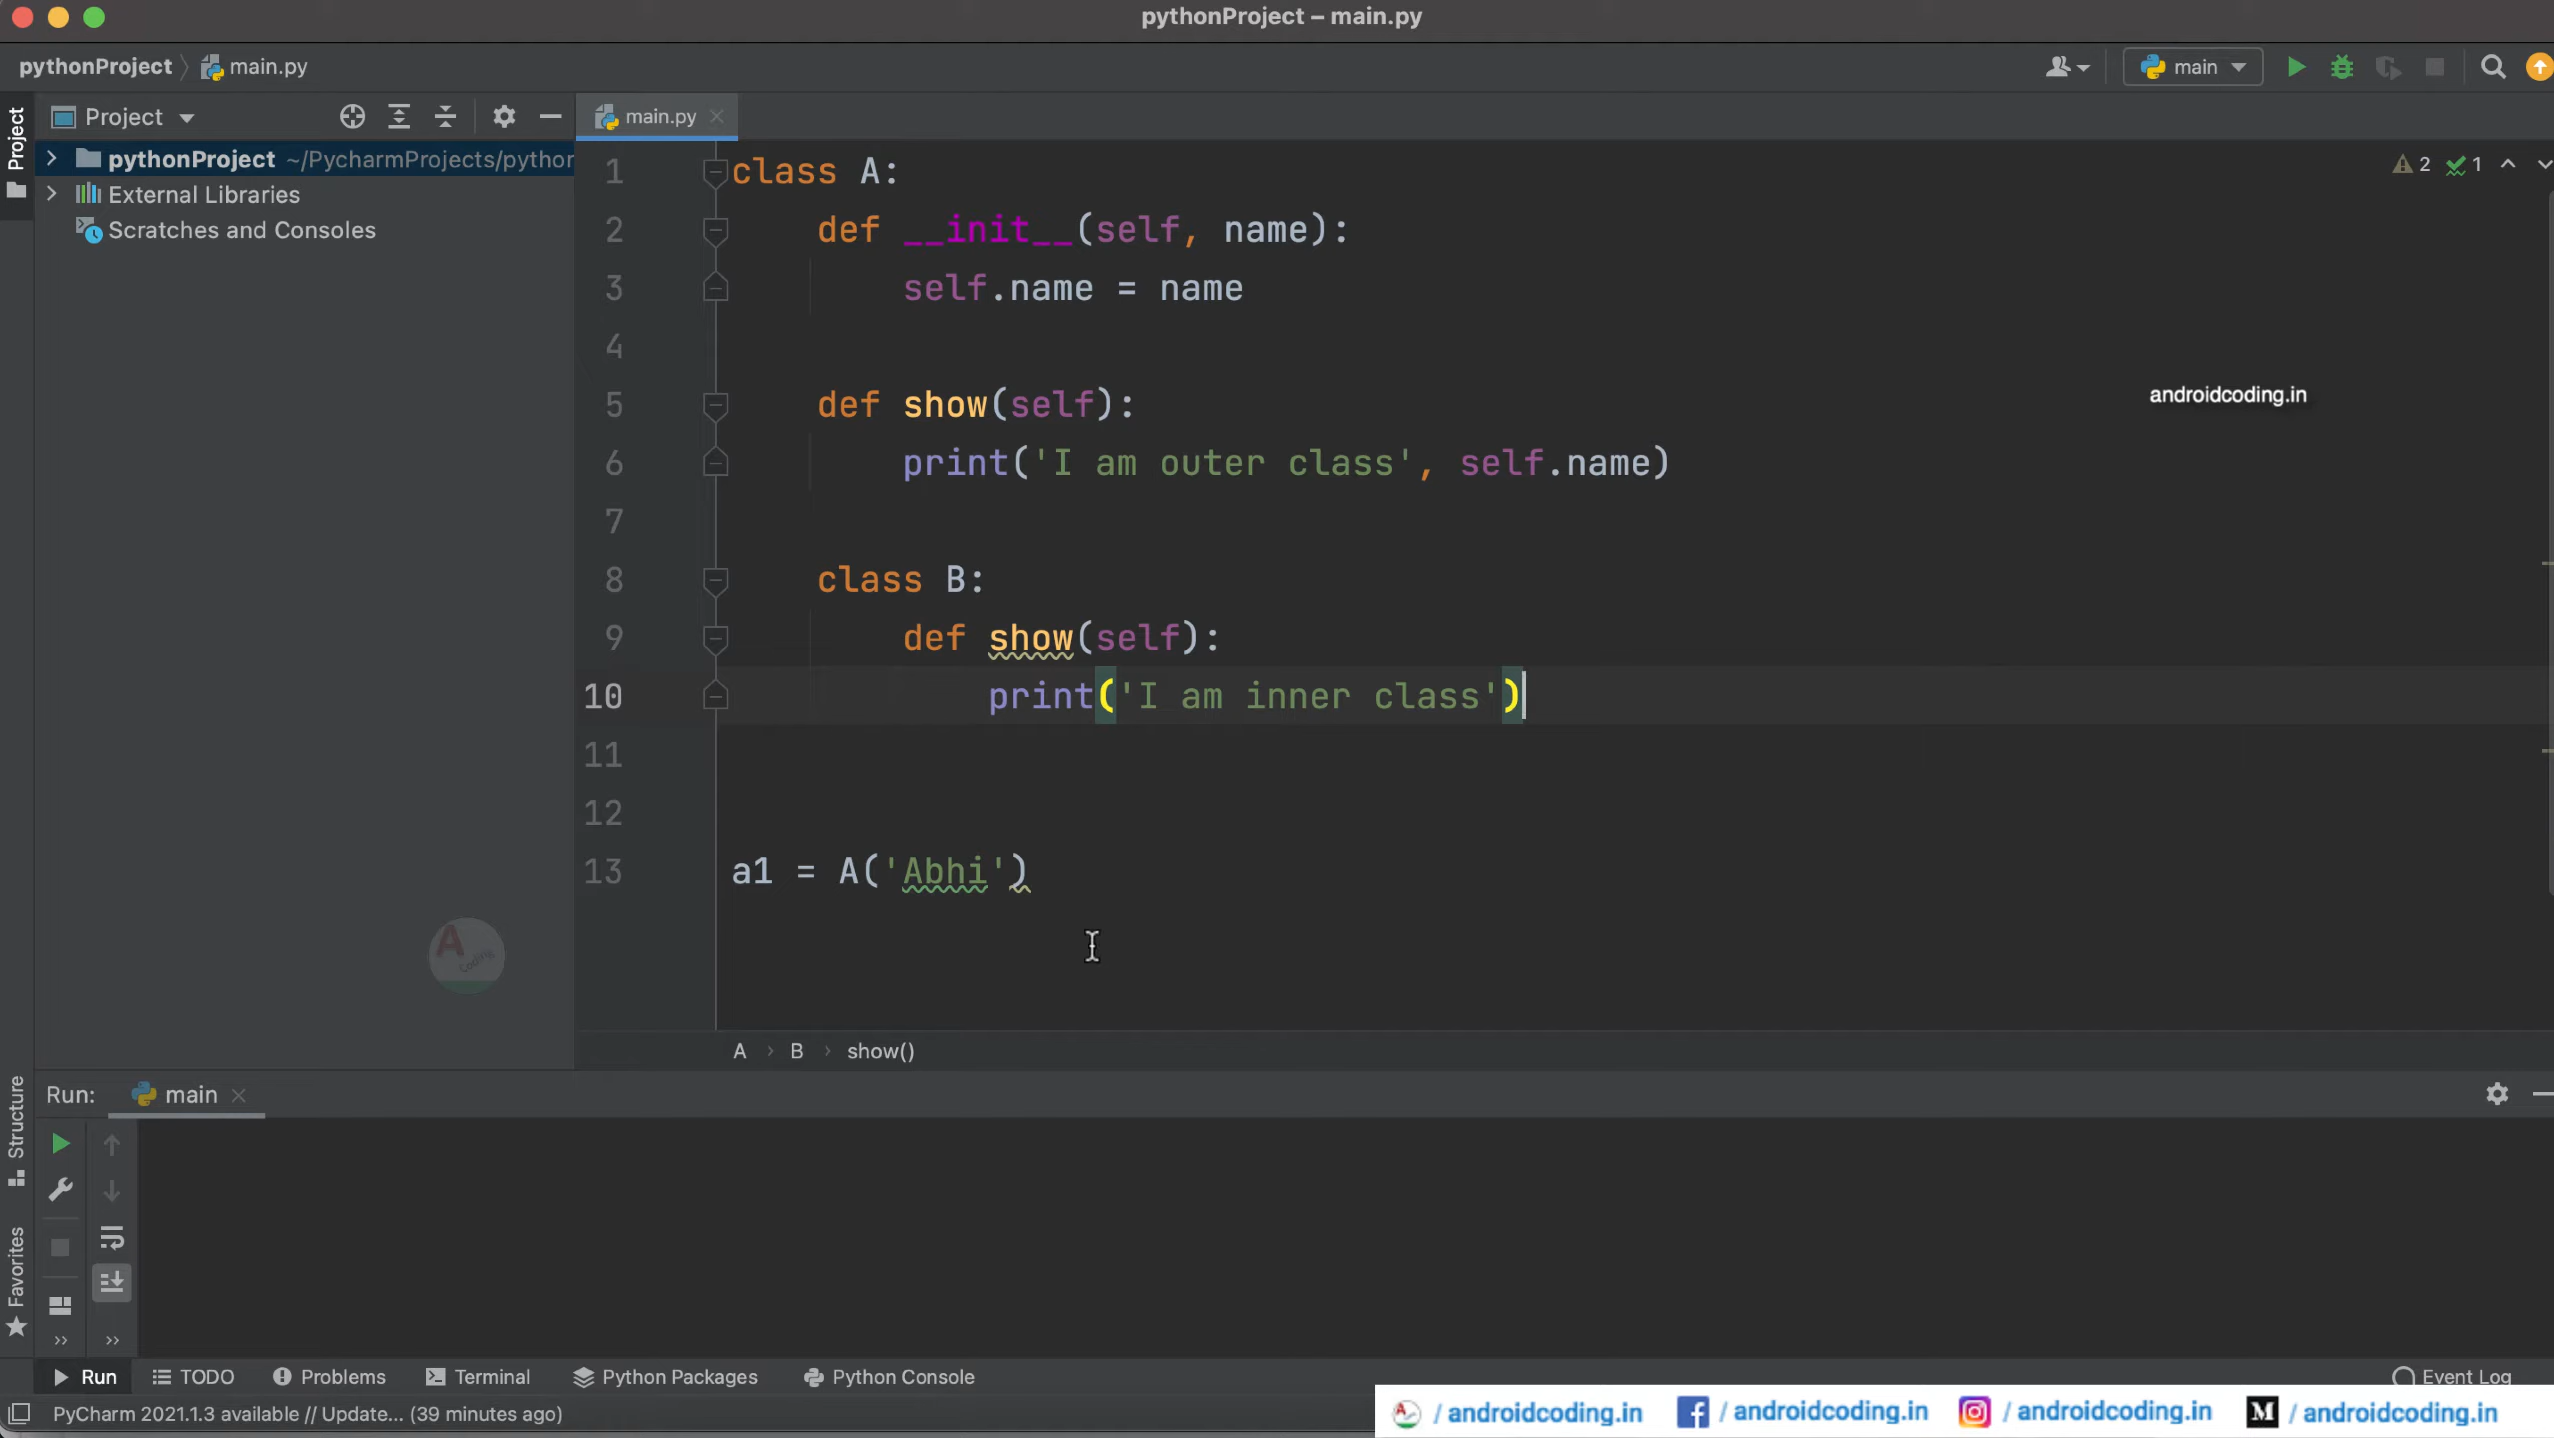 pythonProject – main.py
pythonProject main.py
main
Project
Project
main.py
pythonProject ~/PycharmProjects/python
External Libraries
Scratches and Consoles
2 1
1 class A:
2 def __init__(self, name):
3 self.name = name
4
5 def show(self):
androidcoding.in
6 print('I am outer class', self.name)
7
8 class B:
9 def show(self):
10 print('I am inner class')
11
12
13 a1 = A('Abhi')
A Coding
A > B > show()
Run: main
Structure
Favorites
Run TODO Problems Terminal Python Packages Python Console Event Log
PyCharm 2021.1.3 available // Update... (39 minutes ago)
/ androidcoding.in / androidcoding.in / androidcoding.in M / androidcoding.in